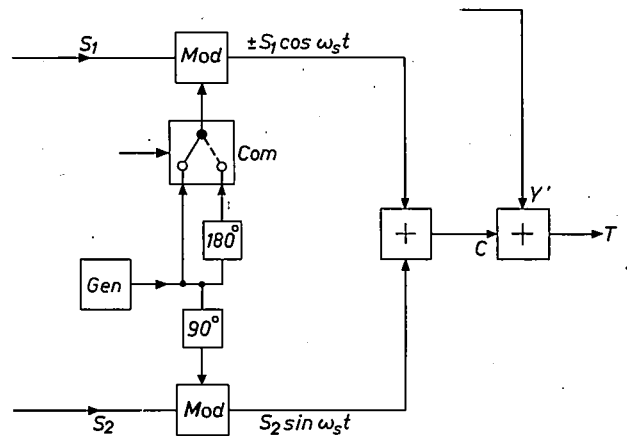 S1
Mod
±S1 cos ωst
Com
Y'
180°
+
C
+
T
Gen
90°
S2
Mod
S2 sin ωst